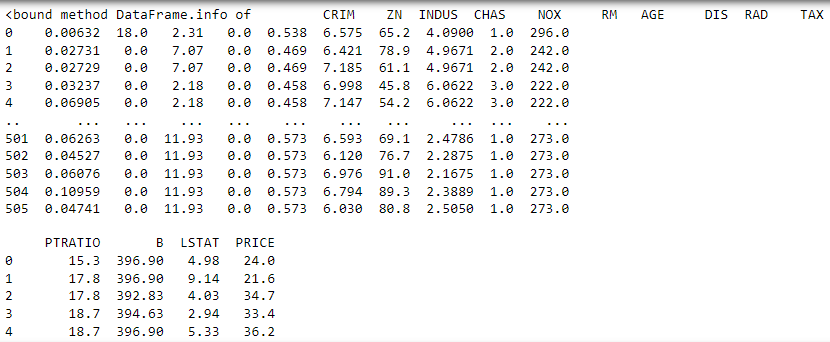 <bound method DataFrame.info of          CRIM    ZN  INDUS  CHAS    NOX     RM   AGE     DIS  RAD    TAX
0    0.00632  18.0   2.31   0.0  0.538  6.575  65.2  4.0900  1.0  296.0
1    0.02731   0.0   7.07   0.0  0.469  6.421  78.9  4.9671  2.0  242.0
2    0.02729   0.0   7.07   0.0  0.469  7.185  61.1  4.9671  2.0  242.0
3    0.03237   0.0   2.18   0.0  0.458  6.998  45.8  6.0622  3.0  222.0
4    0.06905   0.0   2.18   0.0  0.458  7.147  54.2  6.0622  3.0  222.0
..       ...   ...    ...   ...    ...    ...   ...     ...  ...    ...
501  0.06263   0.0  11.93   0.0  0.573  6.593  69.1  2.4786  1.0  273.0
502  0.04527   0.0  11.93   0.0  0.573  6.120  76.7  2.2875  1.0  273.0
503  0.06076   0.0  11.93   0.0  0.573  6.976  91.0  2.1675  1.0  273.0
504  0.10959   0.0  11.93   0.0  0.573  6.794  89.3  2.3889  1.0  273.0
505  0.04741   0.0  11.93   0.0  0.573  6.030  80.8  2.5050  1.0  273.0
     PTRATIO       B  LSTAT  PRICE
0       15.3  396.90   4.98   24.0
1       17.8  396.90   9.14   21.6
2       17.8  392.83   4.03   34.7
3       18.7  394.63   2.94   33.4
4       18.7  396.90   5.33   36.2